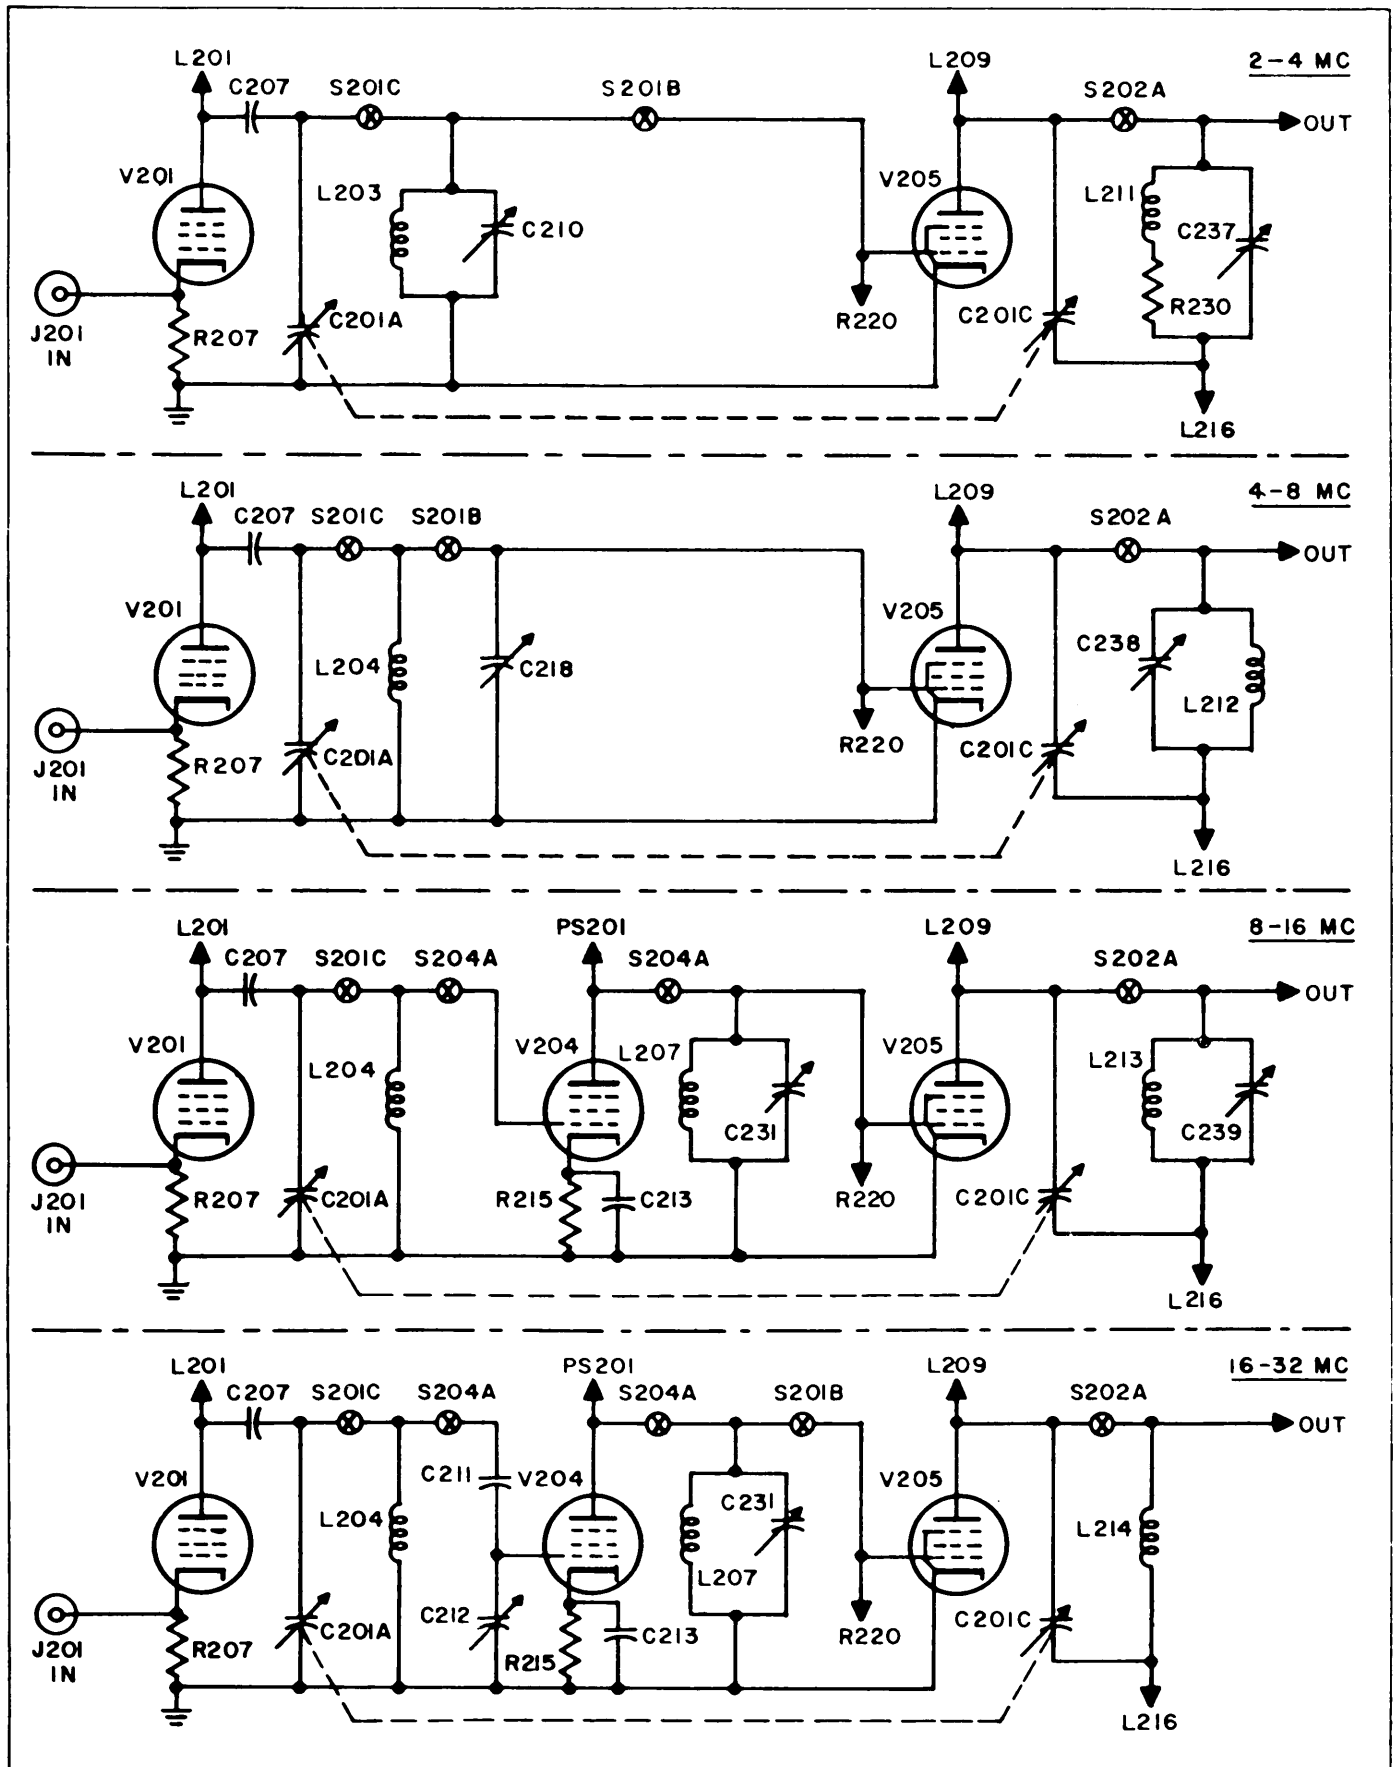 L201
C207
S201C
S201B
L209
S202A
2-4 MC
OUT
V201
L203
C210
V205
L211
C237
J201
IN
R207
C201A
R220
C201C
R230
L216
L201
C207
S201C
S201B
L209
S202A
4-8 MC
OUT
V201
L204
C218
V205
C238
L212
J201
IN
R207
C201A
R220
C201C
L216
L201
C207
S201C
S204A
PS201
S204A
L209
S202A
8-16 MC
OUT
V201
L204
V204
L207
C231
V205
L213
C239
J201
IN
R207
C201A
R215
C213
R220
C201C
L216
L201
C207
S201C
S204A
PS201
S204A
S201B
L209
S202A
16-32 MC
OUT
V201
L204
C211
V204
C231
L207
V205
L214
J201
IN
R207
C201A
C212
R215
C213
R220
C201C
L216